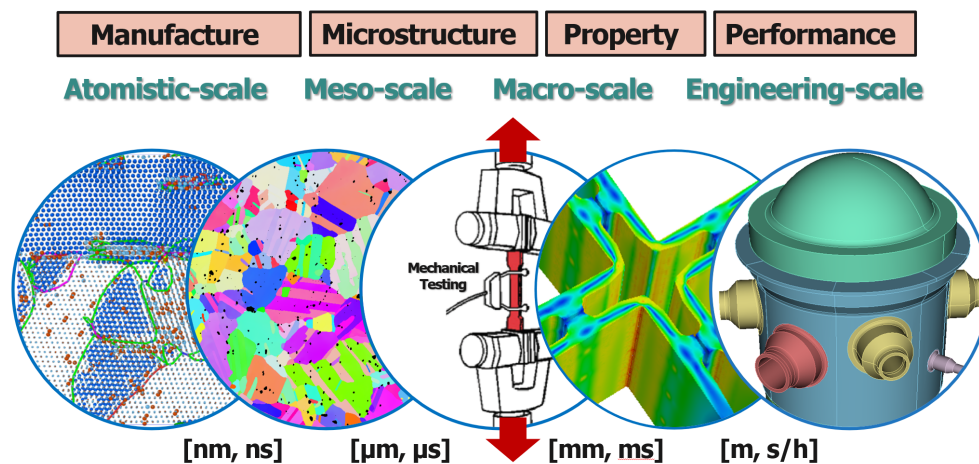 Manufacture Microstructure Property Performance
Atomistic-scale Meso-scale Macro-scale Engineering-scale
Mechanical
Testing
[nm, ns] [µm, µs] [mm, ms] [m, s/h]